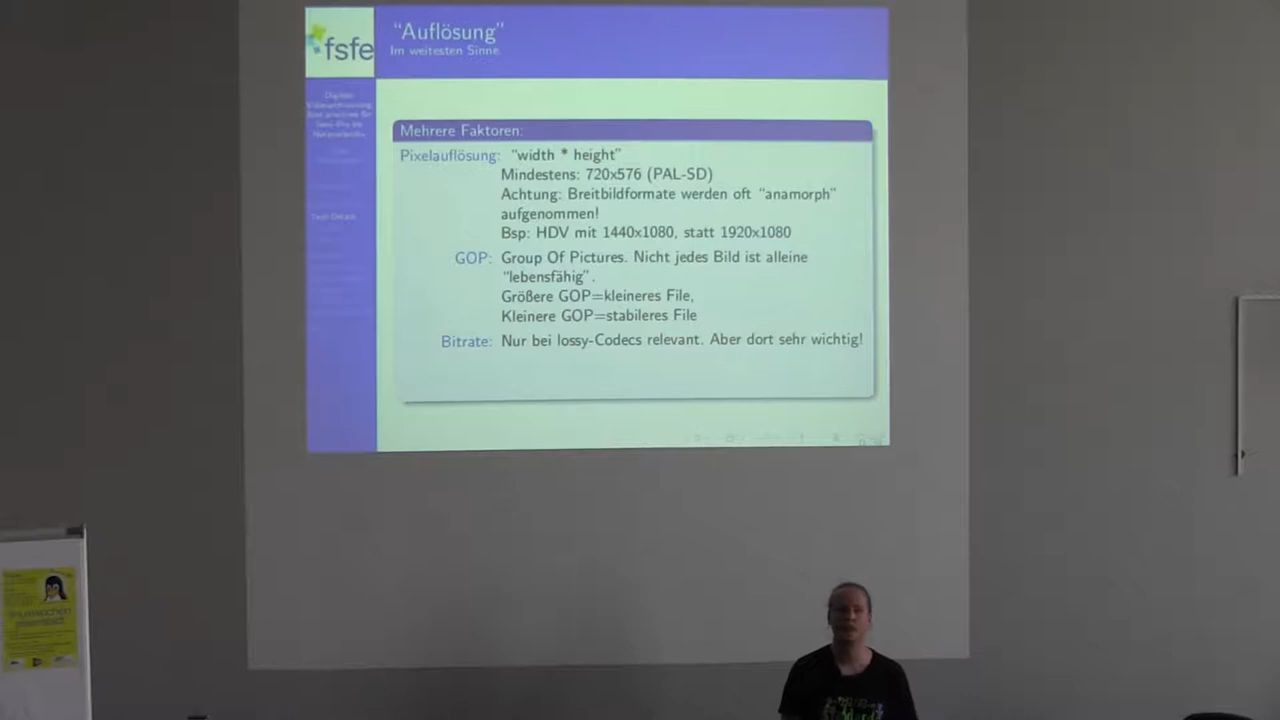 fsfe
“Auflösung”
Im weitesten Sinne.
Tech Details
Mehrere Faktoren:
Pixelauflösung: “width * height”
Mindestens: 720x576 (PAL-SD)
Achtung: Breitbildformate werden oft “anamorph”
aufgenommen!
Bsp: HDV mit 1440x1080, statt 1920x1080
GOP: Group Of Pictures. Nicht jedes Bild ist alleine
“lebensfähig”.
Größere GOP=kleineres File,
Kleinere GOP=stabileres File
Bitrate: Nur bei lossy-Codecs relevant. Aber dort sehr wichtig!